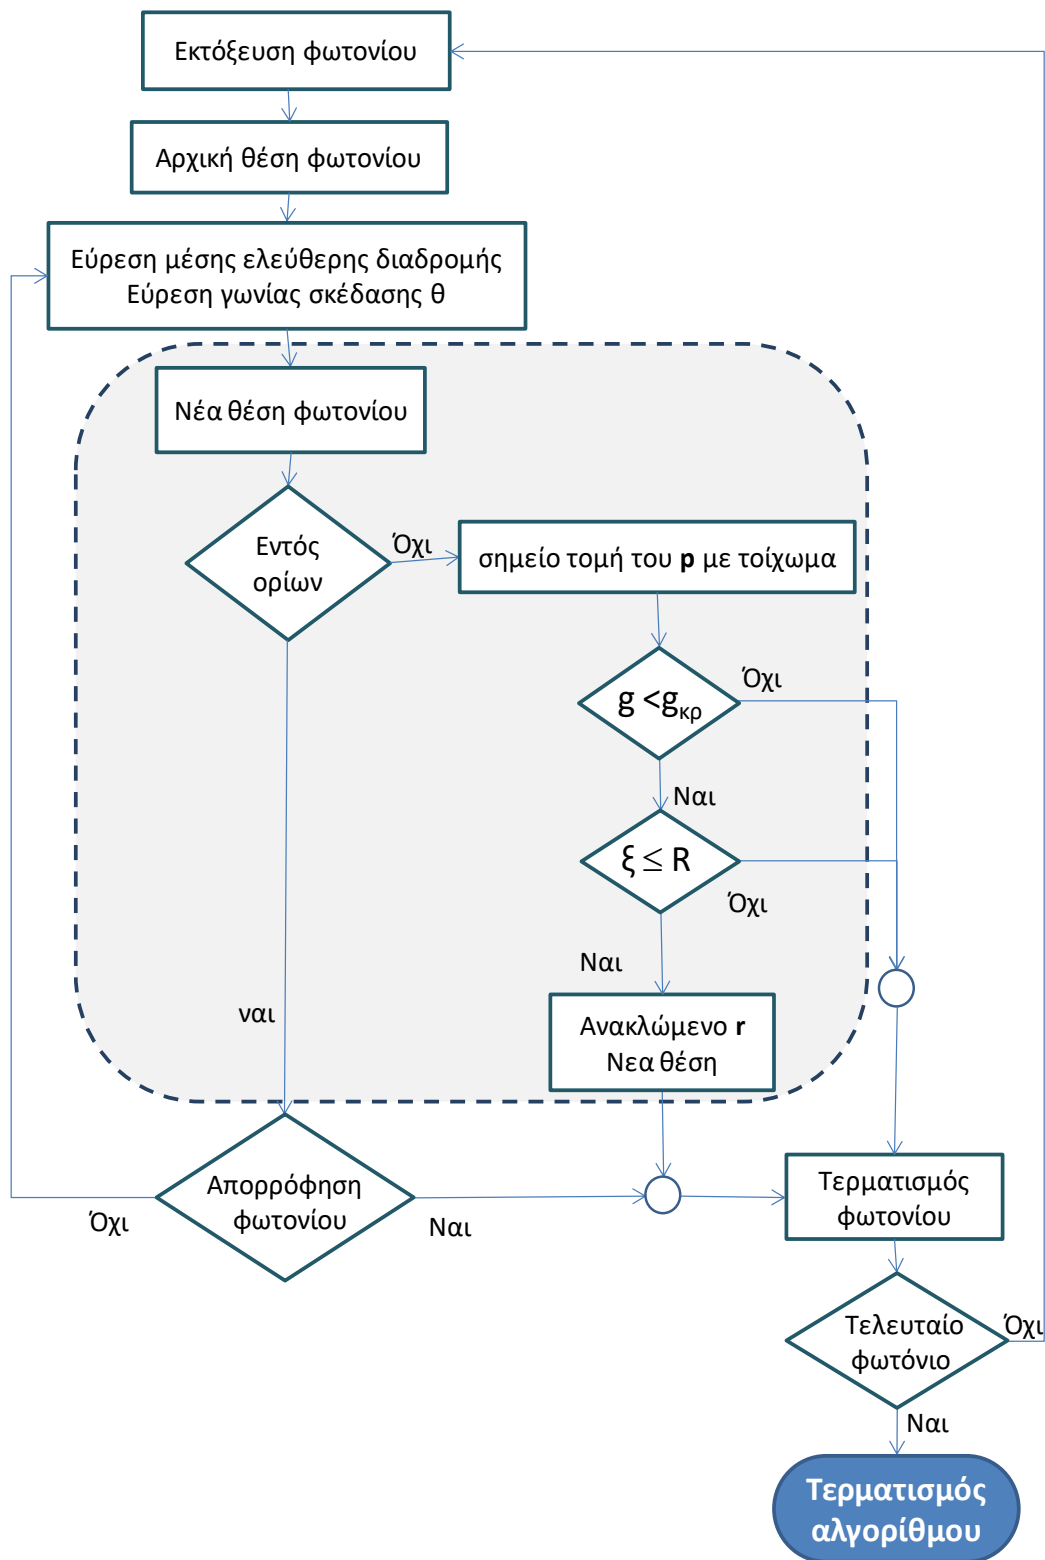 Εκτόξευση φωτονίου
Αρχική θέση φωτονίου
Εύρεση μέσης ελεύθερης διαδρομής
Εύρεση γωνίας σκέδασης θ
Νέα θέση φωτονίου
Εντός
ορίων
Όχι
σημείο τομή του p με τοίχωμα
g <gκρ
Όχι
Ναι
ξ ≤ R
Όχι
Ναι
ναι
Ανακλώμενο r
Νεα θέση
Απορρόφηση
φωτονίου
Όχι
Ναι
Τερματισμός
φωτονίου
Τελευταίο
φωτόνιο
Όχι
Ναι
Τερματισμός
αλγορίθμου